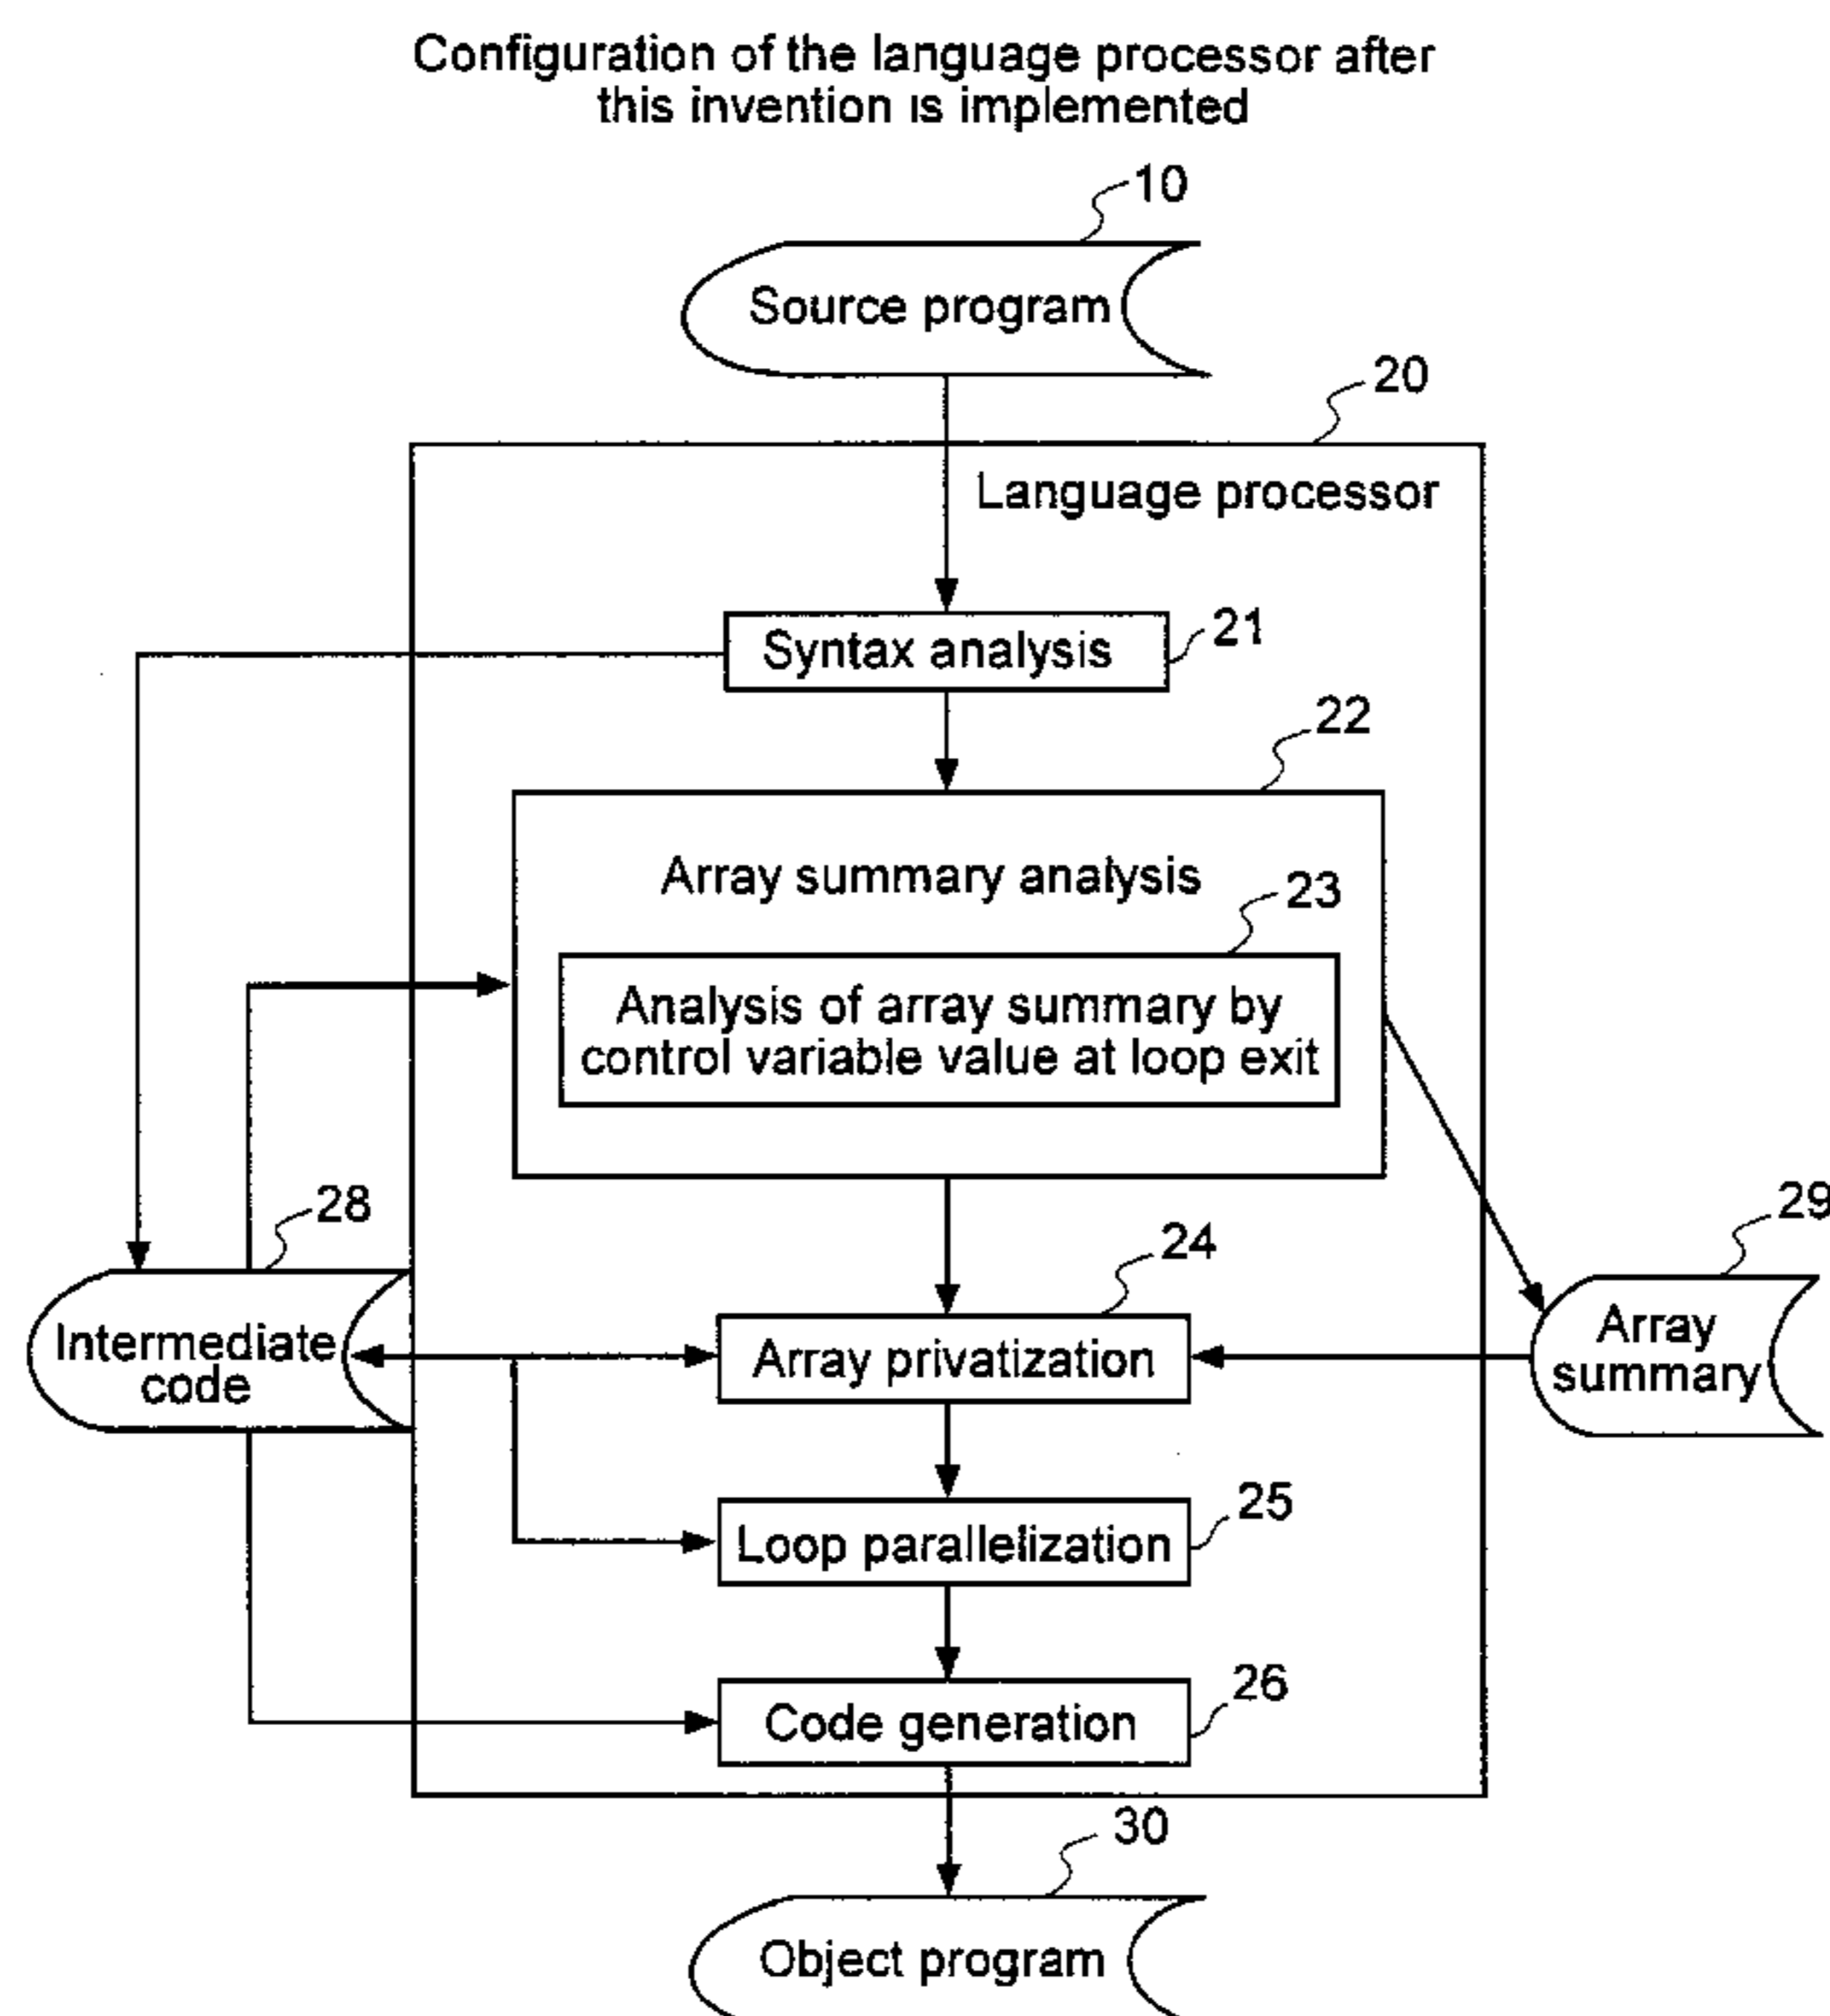 Configuration of the language processor after
this invention is implemented
10
Source program
20
Language processor
Syntax analysis
21
22
Array summary analysis
23
Analysis of array summary by
control variable value at loop exit
28
29
24
Intermediate
code
Array privatization
Array
summary
25
Loop parallelization
26
Code generation
30
Object program